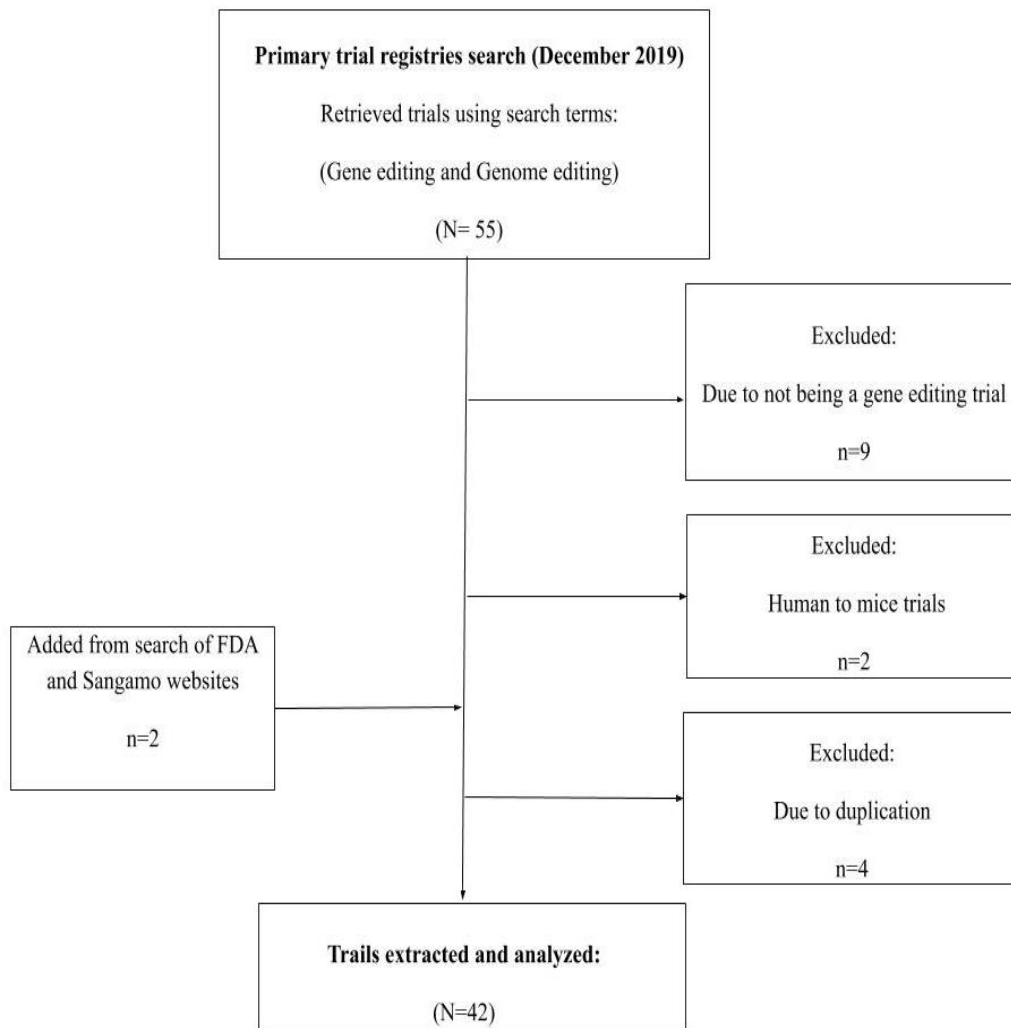 Primary trial registries search (December 2019)
Retrieved trials using search terms:
(Gene editing and Genome editing)
(N= 55)
Excluded:
Due to not being a gene editing trial
n=9
Excluded:
Human to mice trials
n=2
Added from search of FDA
and Sangamo websites
n=2
Excluded:
Due to duplication
n=4
Trails extracted and analyzed:
(N=42)